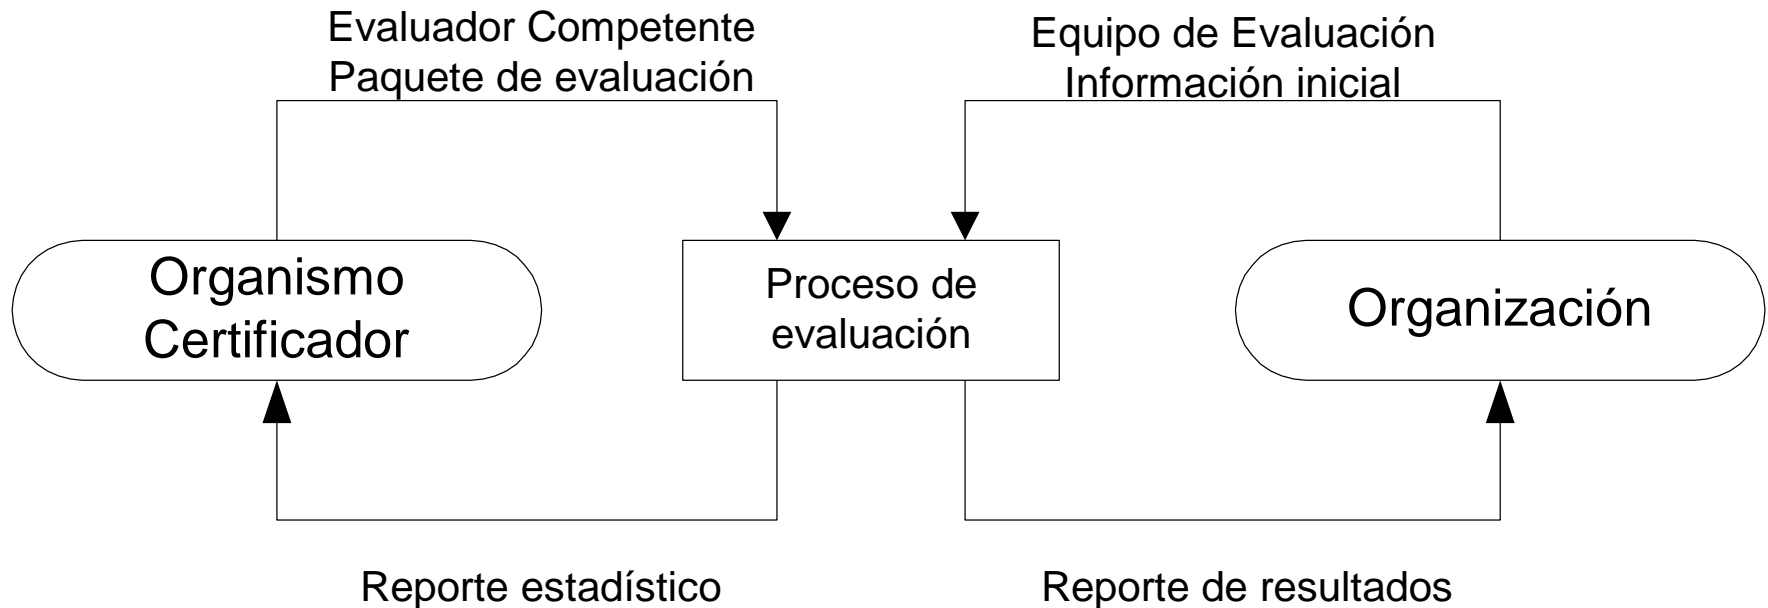 Evaluador Competente
Paquete de evaluación
Equipo de Evaluación
Información inicial
Organismo
Certificador
Proceso de
evaluación
Organización
Reporte estadístico
Reporte de resultados